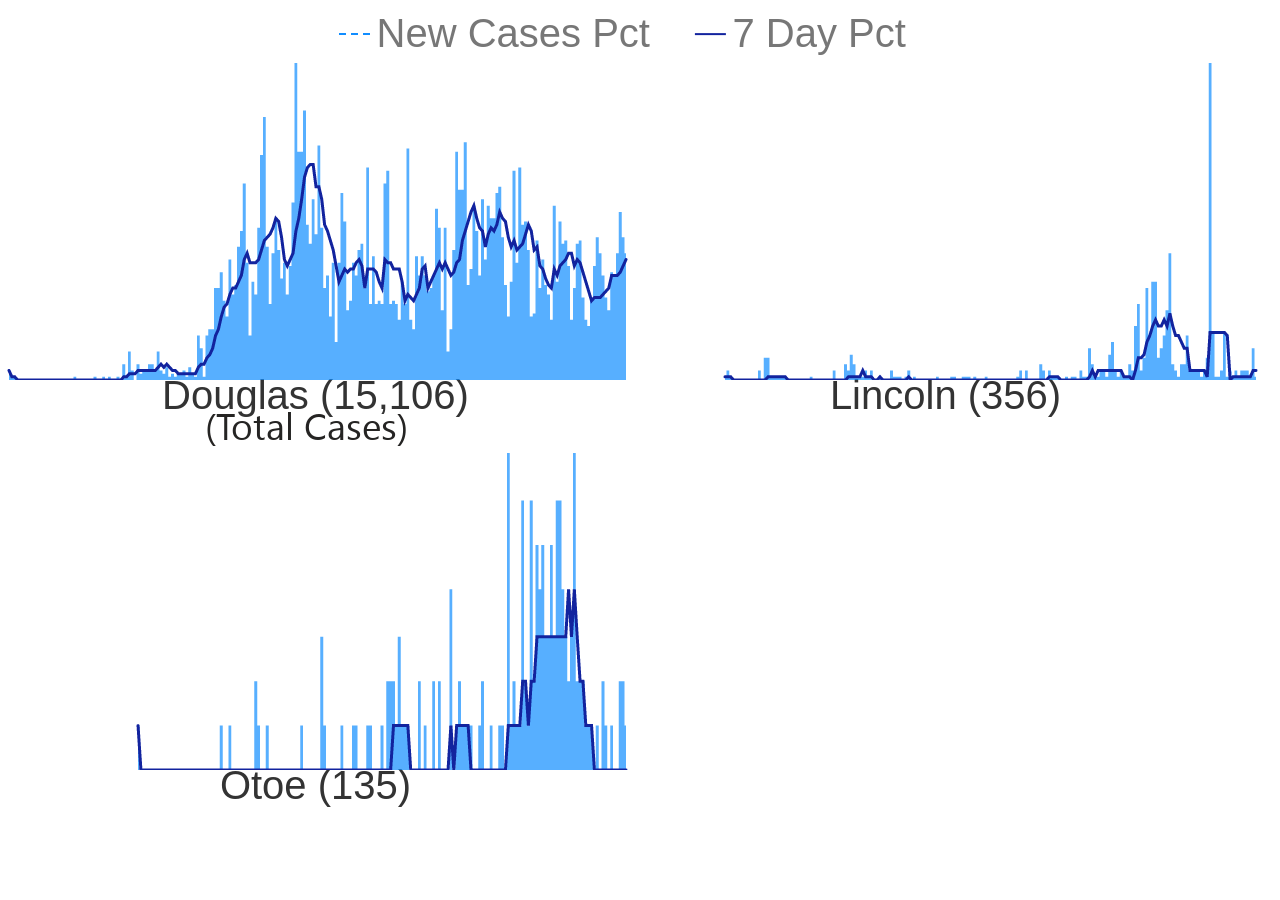 New Cases Pct 7 Day Pct
Douglas (15,106)
(Total Cases)
Lincoln (356)
Otoe (135)